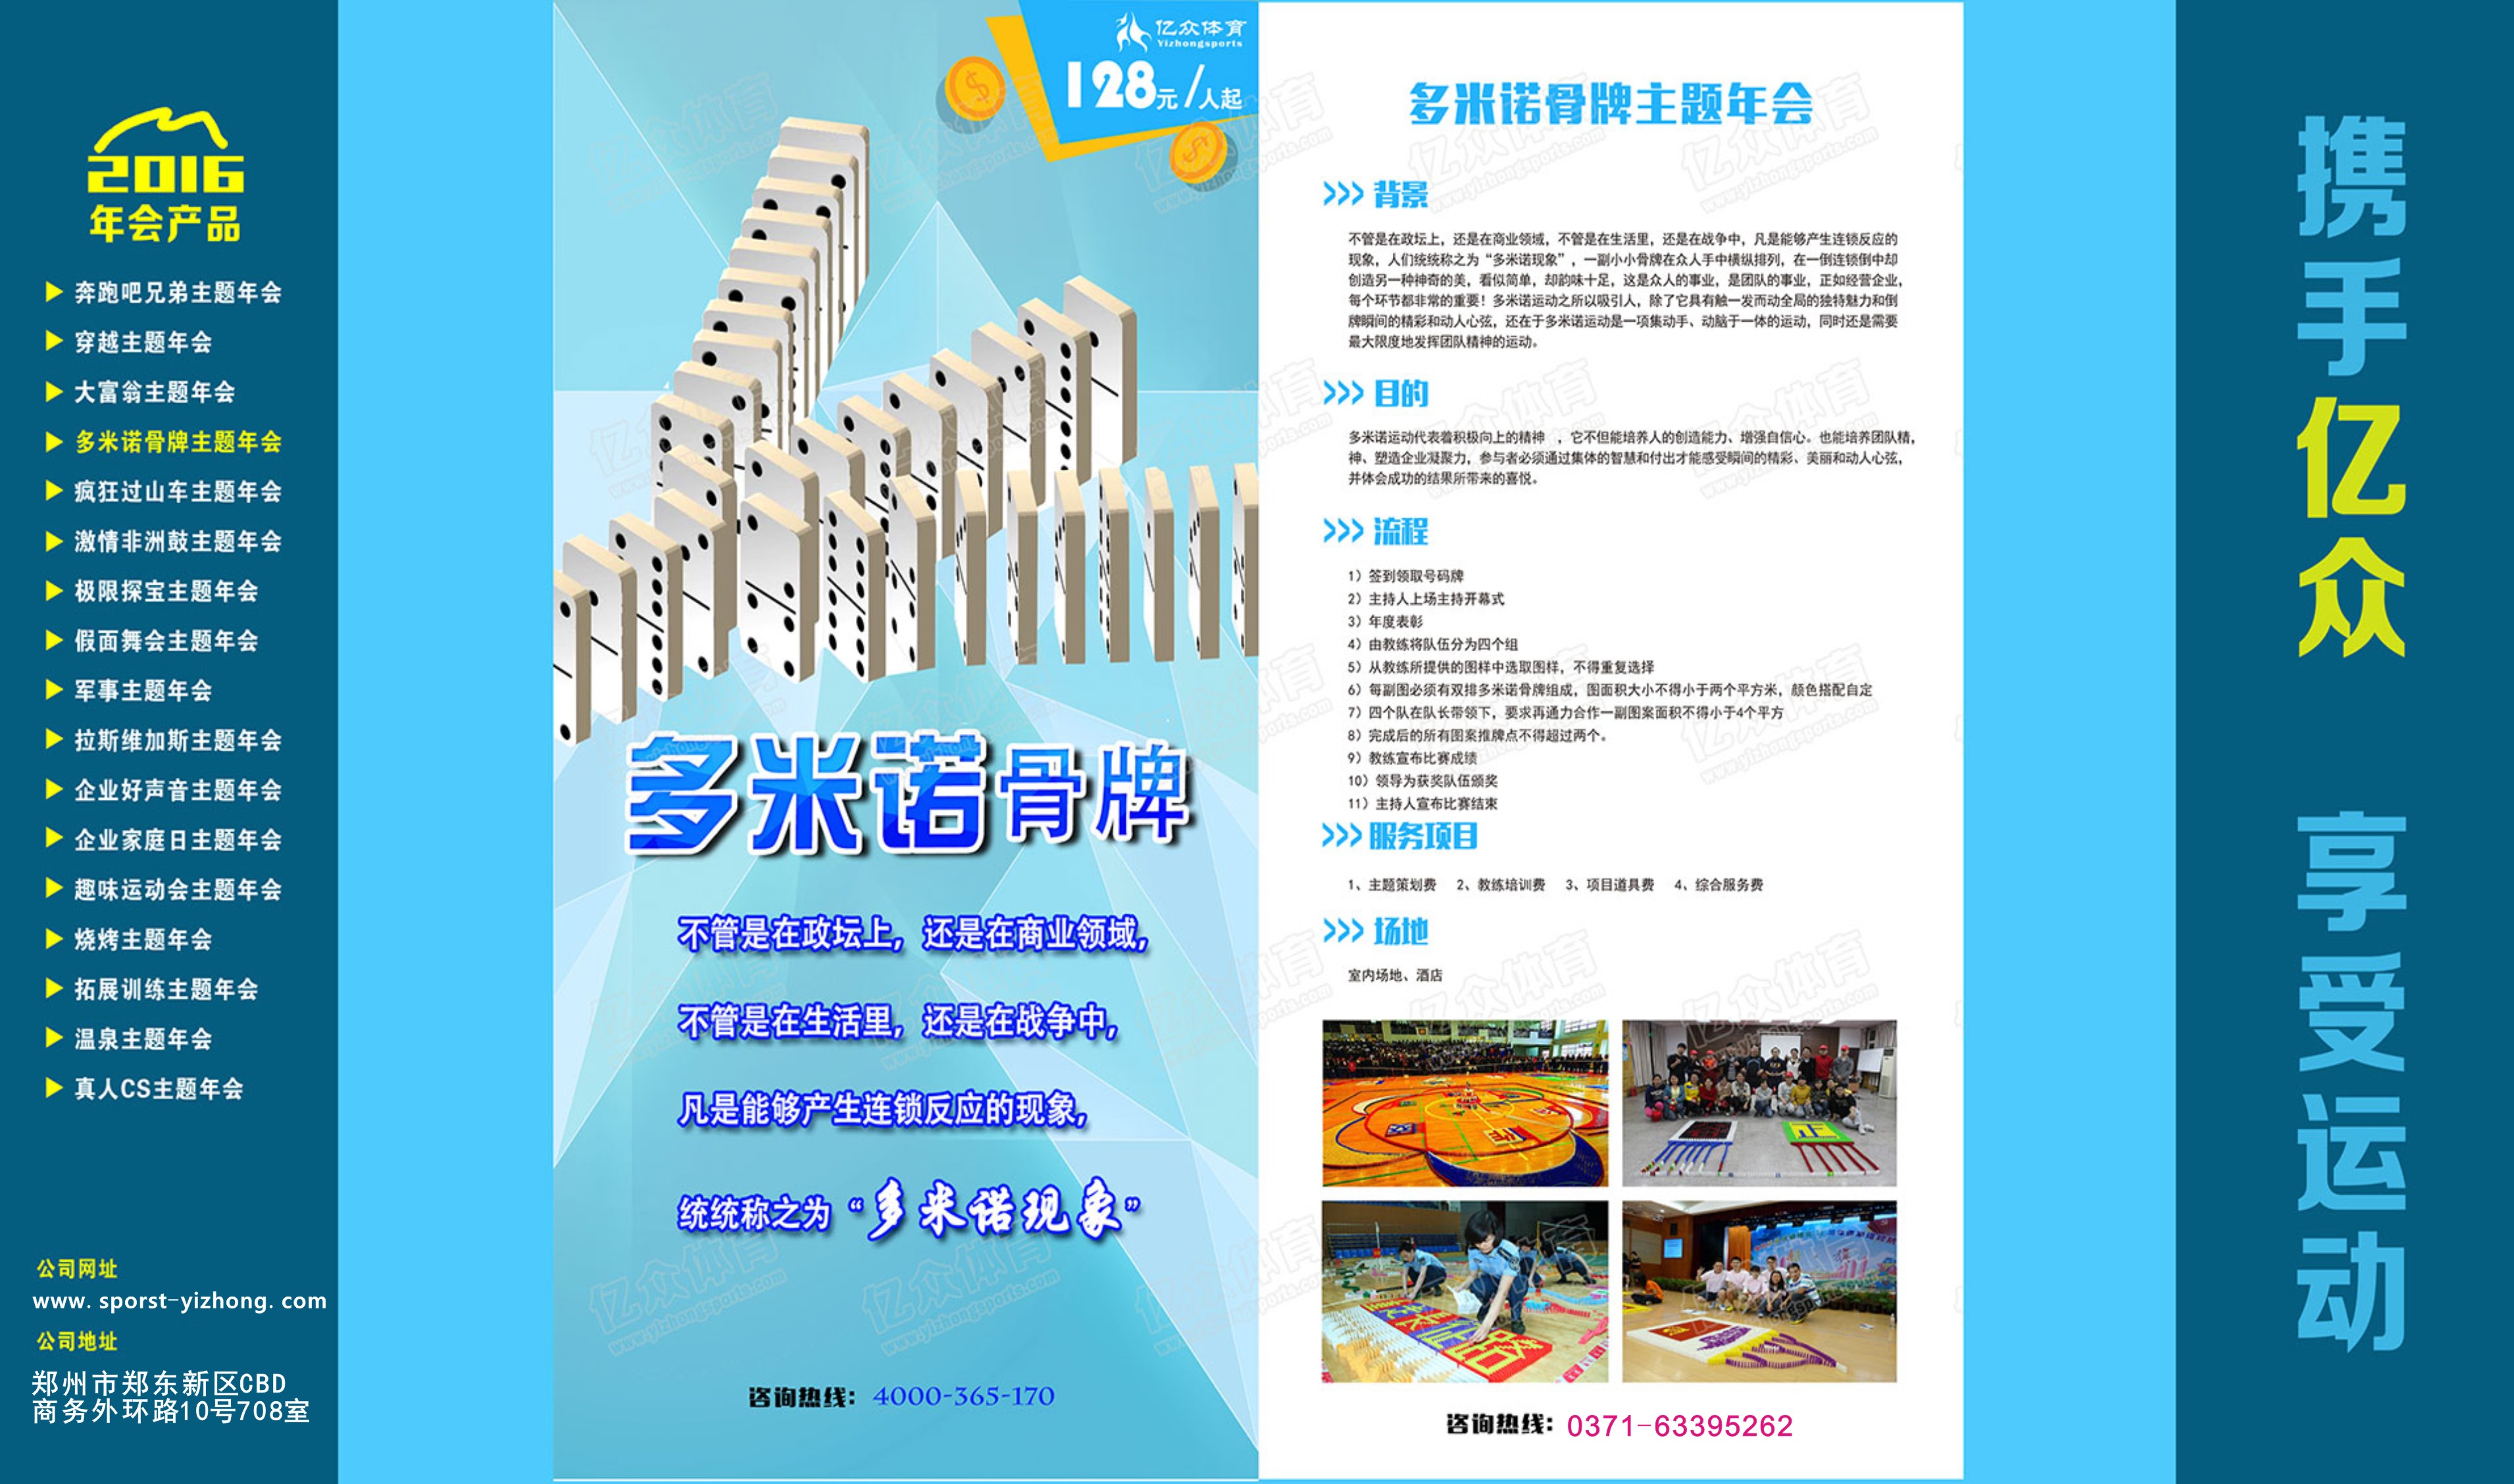 2016
年会产品
奔跑吧兄弟主题年会
穿越主题年会
大富翁主题年会
多米诺骨牌主题年会
疯狂过山车主题年会
激情非洲鼓主题年会
极限探宝主题年会
假面舞会主题年会
军事主题年会
拉斯维加斯主题年会
企业好声音主题年会
企业家庭日主题年会
趣味运动会主题年会
烧烤主题年会
拓展训练主题年会
温泉主题年会
真人CS主题年会
公司网址
www.sporst-yizhong.com
公司地址
郑州市郑东新区CBD
商务外环路10号708室
亿众体育
Yizhongsports
128元/人起
多米诺骨牌
不管是在政坛上，还是在商业领域，
不管是在生活里，还是在战争中，
凡是能够产生连锁反应的现象，
统统称之为“多米诺现象”
咨询热线：4000-365-170
多米诺骨牌主题年会
>>> 背景
不管是在政坛上，还是在商业领域，不管是在生活里，还是在战争中，凡是能够产生连锁反应的
现象，人们统统称之为“多米诺现象”，一副小小骨牌在众人手中横纵排列，在一倒连锁倒中却
创造另一种神奇的美，看似简单，却韵味十足，这是众人的事业，是团队的事业，正如经营企业，
每个环节都非常的重要！多米诺运动之所以吸引人，除了它具有触一发而动全局的独特魅力和倒
牌瞬间的精彩和动人心弦，还在于多米诺运动是一项集动手、动脑于一体的运动，同时还是需要
最大限度地发挥团队精神的运动。
>>> 目的
多米诺运动代表着积极向上的精神 ，它不但能培养人的创造能力、增强自信心。也能培养团队精，
神、塑造企业凝聚力，参与者必须通过集体的智慧和付出才能感受瞬间的精彩、美丽和动人心弦，
并体会成功的结果所带来的喜悦。
>>> 流程
1）签到领取号码牌
2）主持人上场主持开幕式
3）年度表彰
4）由教练将队伍分为四个组
5）从教练所提供的图样中选取图样，不得重复选择
6）每副图必须有双排多米诺骨牌组成，图面积大小不得小于两个平方米，颜色搭配自定
7）四个队在队长带领下，要求再通力合作一副图案面积不得小于4个平方
8）完成后的所有图案推牌点不得超过两个。
9）教练宣布比赛成绩
10）领导为获奖队伍颁奖
11）主持人宣布比赛结束
>>> 服务项目
1、主题策划费 2、教练培训费 3、项目道具费 4、综合服务费
>>> 场地
室内场地、酒店
正
咨询热线：0371-63395262
携手亿众 享受运动
亿众体育
www.yizhongsports.com